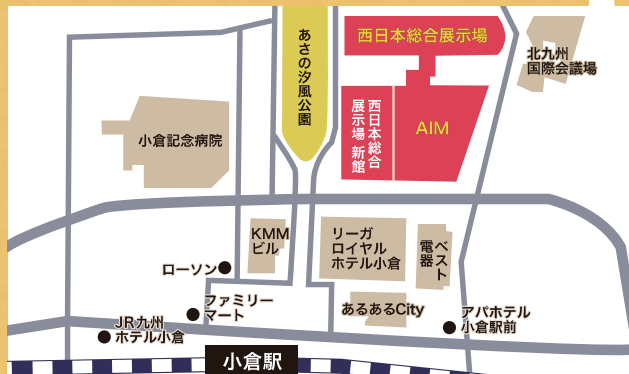 あさの汐風公園
西日本総合展示場
北九州
国際会議場
小倉記念病院
西日本総合
展示場 新館
AIM
KMM
ビル
リーガ
ロイヤル
ホテル小倉
ベスト
電器
ローソン
ファミリー
マート
あるあるCity
アパホテル
小倉駅前
JR九州
ホテル小倉
小倉駅